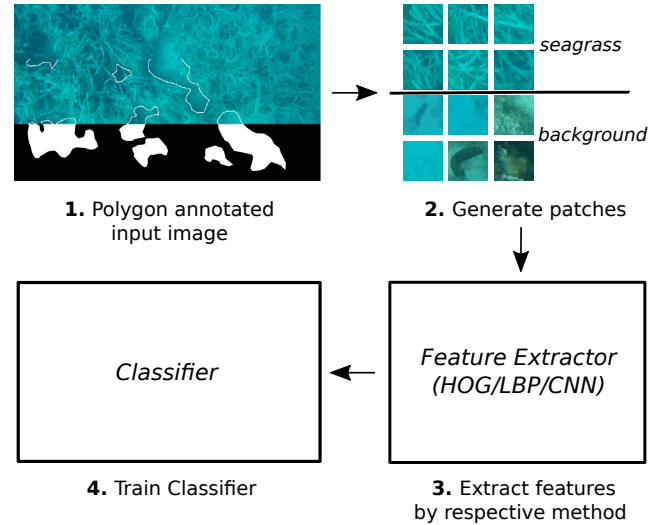 seagrass
background
1. Polygon annotated
input image
2. Generate patches
Classifier
Feature Extractor
(HOG/LBP/CNN)
4. Train Classifier
3. Extract features
by respective method